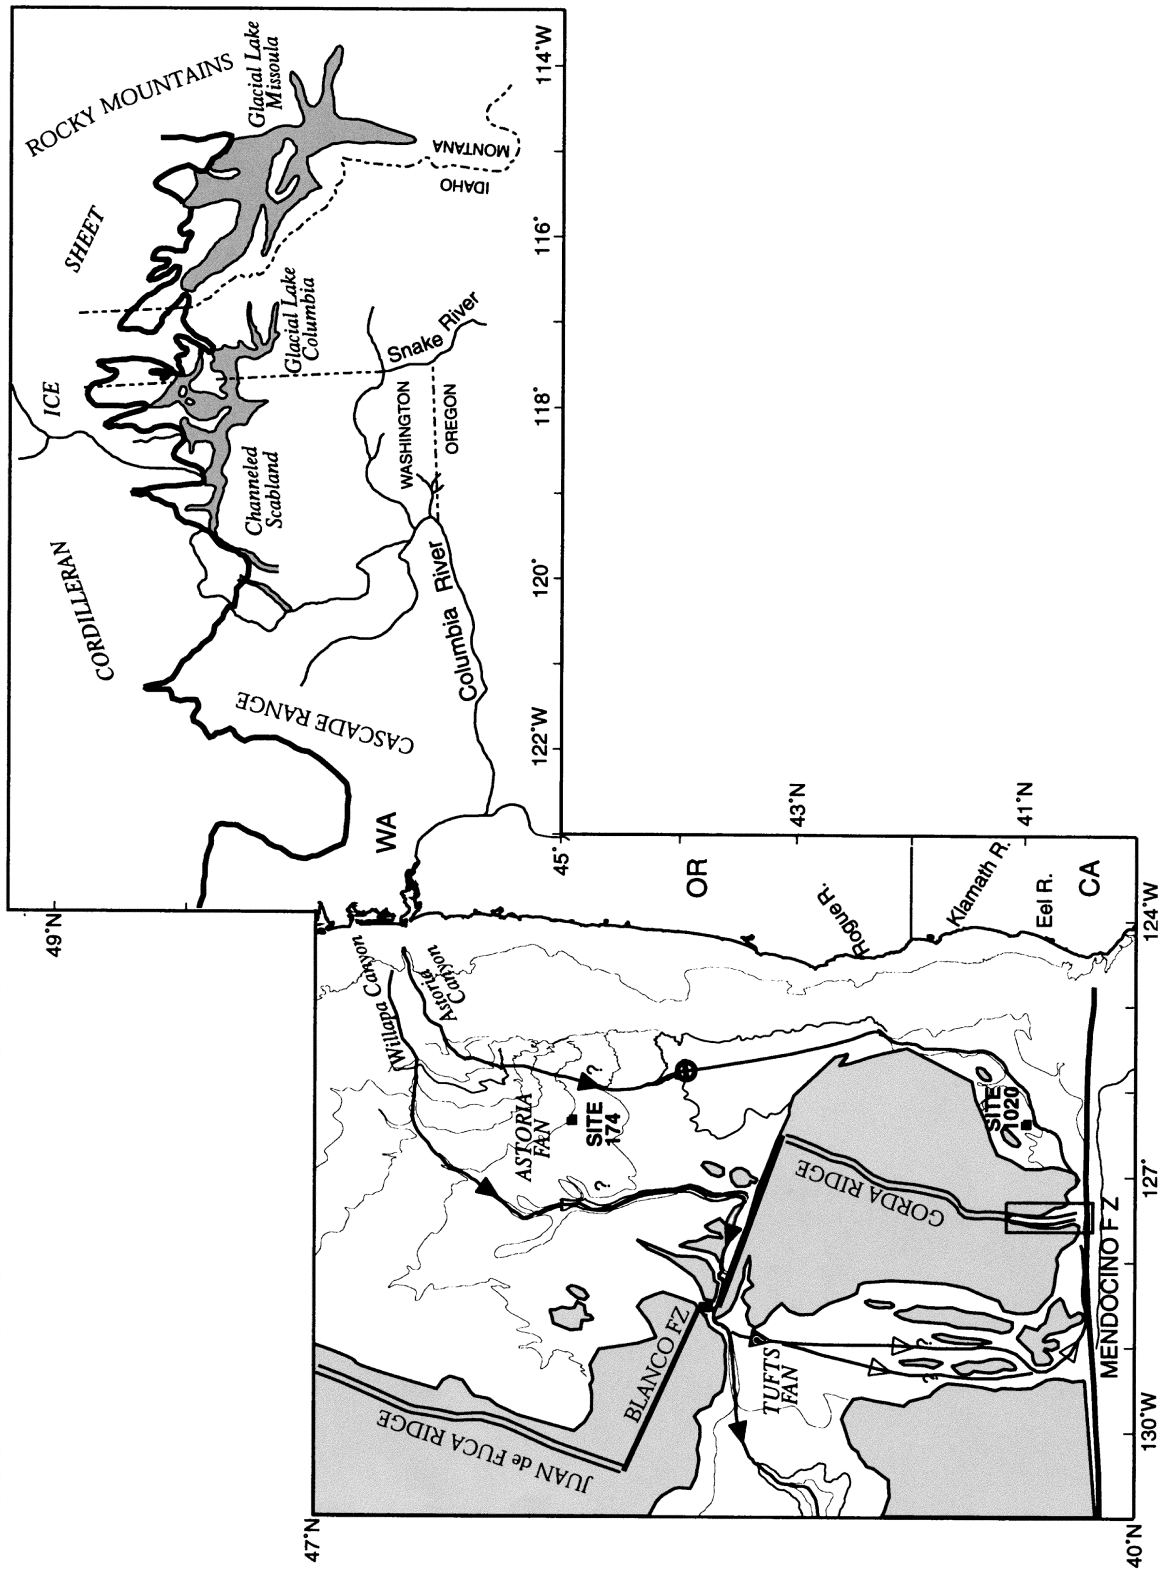 ROCKY MOUNTAINS
Glacial Lake
Missoula
114°W
MONTANA
IDAHO
SHEET
116°
Glacial Lake
Columbia
Snake River
ICE
118°
WASHINGTON
OREGON
Channeled
Scabland
CORDILLERAN
120°
Columbia River
CASCADE RANGE
122°W
49°N
WA
45°
43°N
41°N
OR
CA
Rogue R.
Klamath R.
Eel R.
124°W
Willapa Canyon
Astoria
Canyon
?
ASTORIA
FAN
SITE
174
?
SITE
1020
127°
GORDA RIDGE
MENDOCINO F Z
BLANCO FZ
?
?
?
TUFTS
FAN
JUAN de FUCA RIDGE
130°W
47°N
40°N